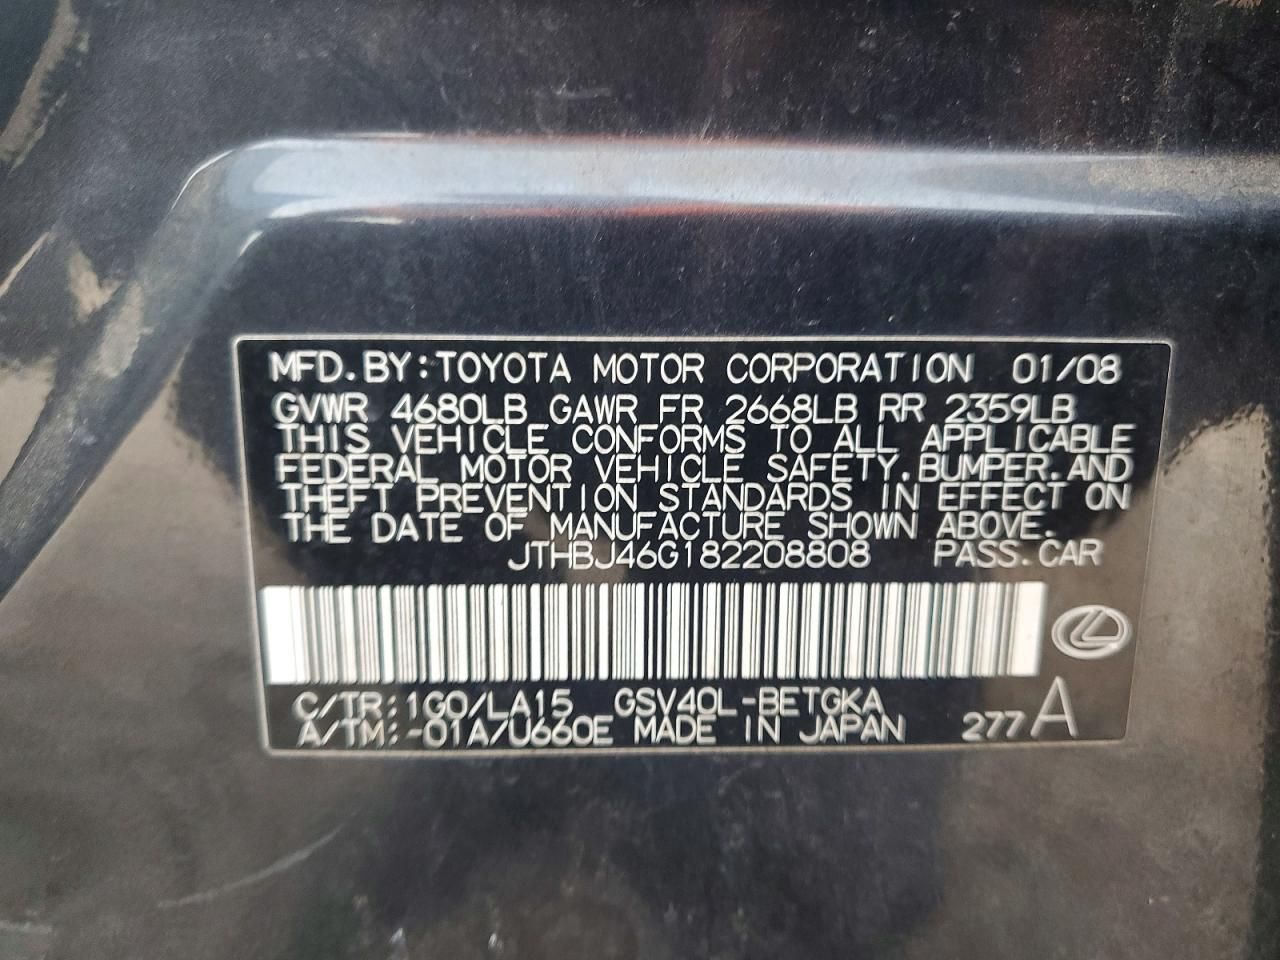 MFD.BY:TOYOTA MOTOR CORPORATION 01/08
GVWR 4680LB GAWR FR 2668LB RR 2359LB
THIS VEHICLE CONFORMS TO ALL APPLICABLE
FEDERAL MOTOR VEHICLE SAFETY.BUMPER.AND
THEFT PREVENTION STANDARDS IN EFFECT ON
THE DATE OF MANUFACTURE SHOWN ABOVE.
JTHBJ46G182208808 PASS.CAR
C/TR:1G0/LA15 GSV40L-BETGKA
A/TM:-01A/U660E MADE IN JAPAN 277A